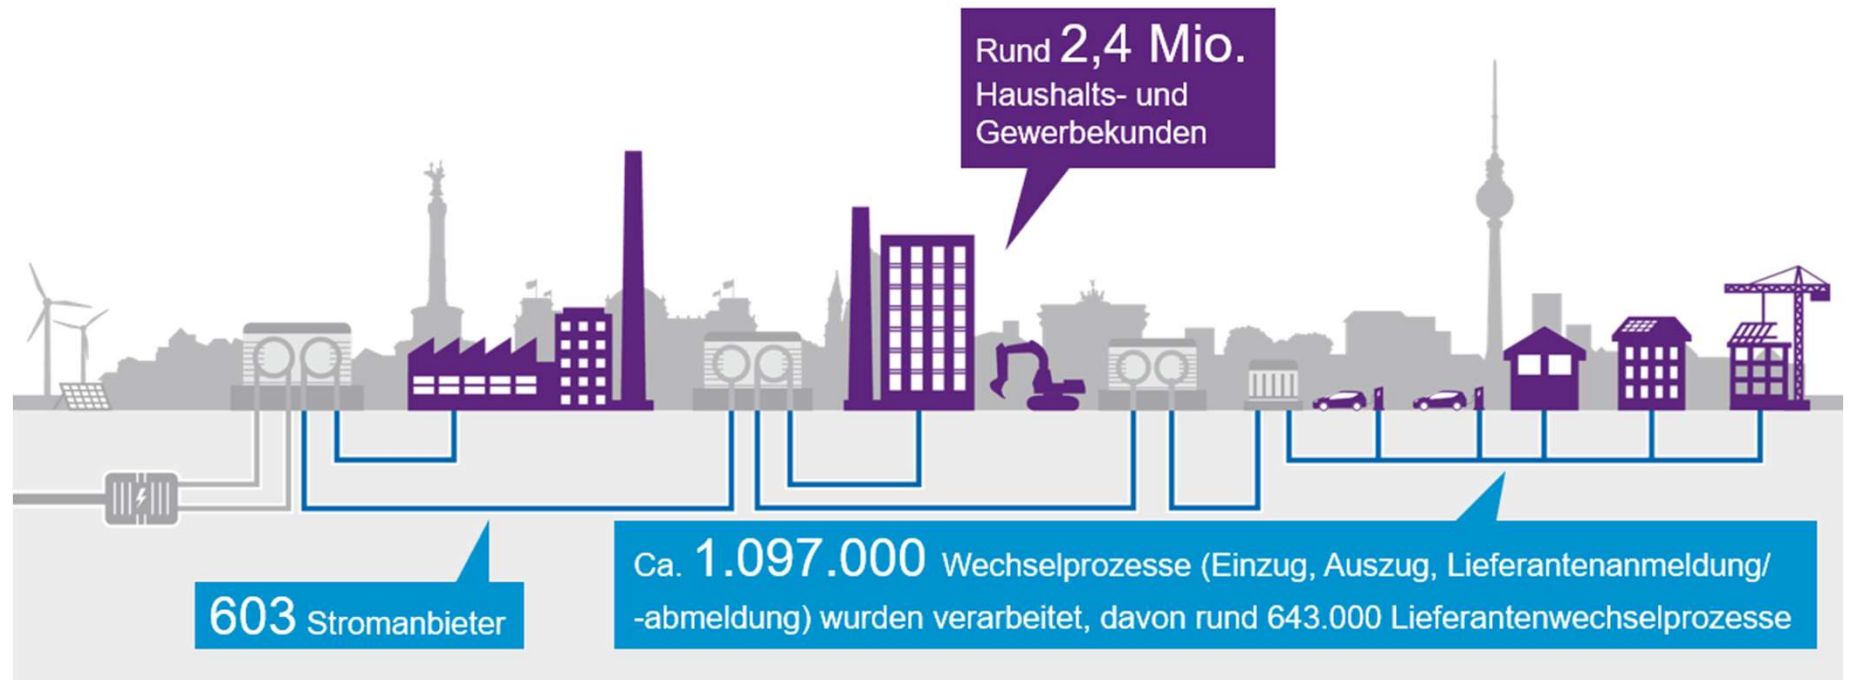 Rund 2,4 Mio.
Haushalts- und
Gewerbekunden
603 Stromanbieter
Ca. 1.097.000 Wechselprozesse (Einzug, Auszug, Lieferantenanmeldung/
-abmeldung) wurden verarbeitet, davon rund 643.000 Lieferantenwechselprozesse